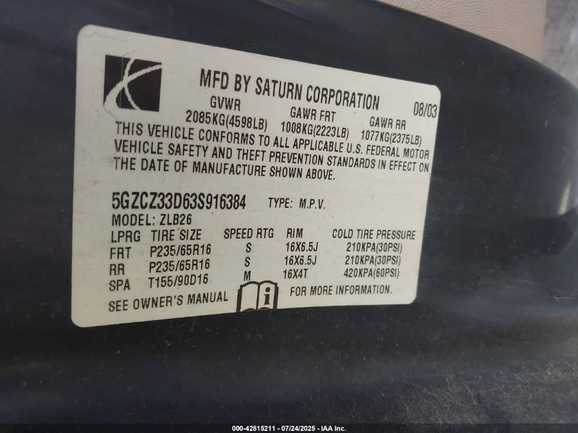 MFD BY SATURN CORPORATION 08/03
GVWR GAWR FRT GAWR RR
2085KG(4598LB) 1008KG(2223LB) 1077KG(2375LB)
THIS VEHICLE CONFORMS TO ALL APPLICABLE U.S. FEDERAL MOTOR
VEHICLE SAFETY AND THEFT PREVENTION STANDARDS IN EFFECT ON
THE DATE OF MANUFACTURE SHOWN ABOVE.
5GZCZ33D63S916384 TYPE: M.P.V.
MODEL: ZLB26
LPRG TIRE SIZE SPEED RTG RIM COLD TIRE PRESSURE
FRT P235/65R16 S 16X6.5J 210KPA(30PSI)
RR P235/65R16 S 16X6.5J 210KPA(30PSI)
SPA T155/90D16 M 16X4T 420KPA(60PSI)
SEE OWNER'S MANUAL i FOR MORE INFORMATION.
000-42815211 - 07/24/2025 - IAA Inc.